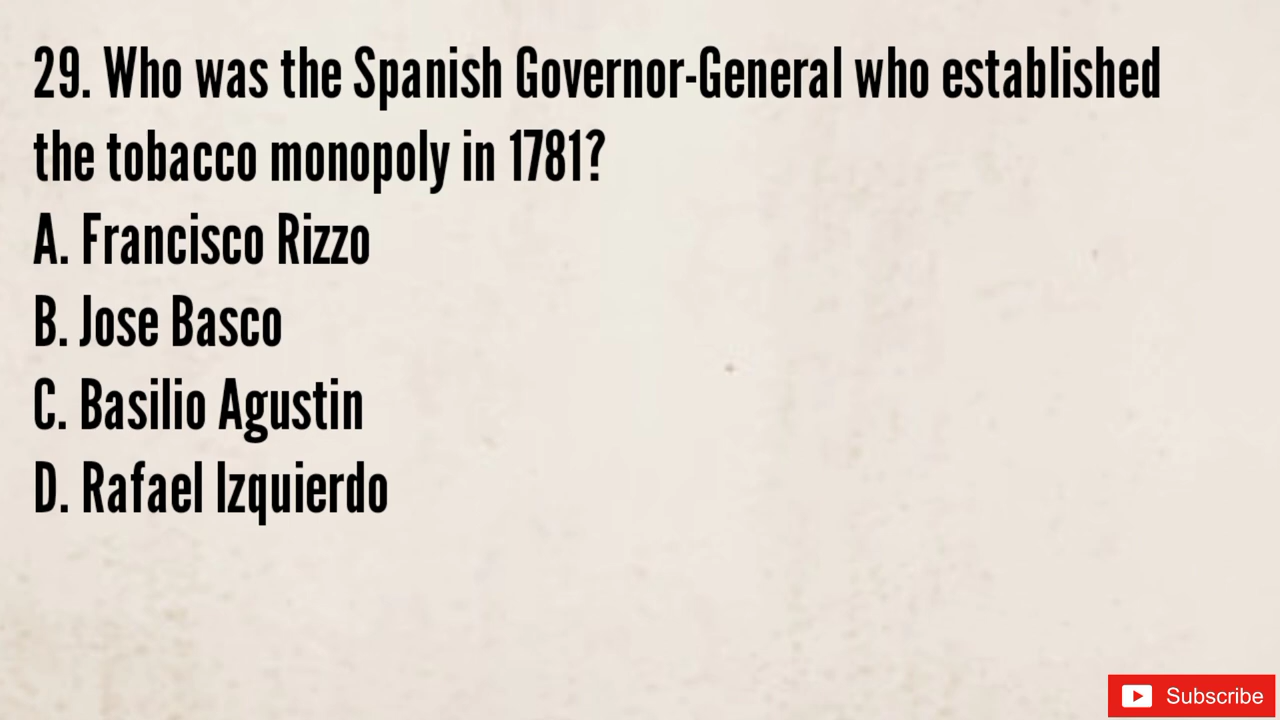 29. Who was the Spanish Governor-General who established
the tobacco monopoly in 1781?
A. Francisco Rizzo
B. Jose Basco
C. Basilio Agustin
D. Rafael Izquierdo
Subscribe